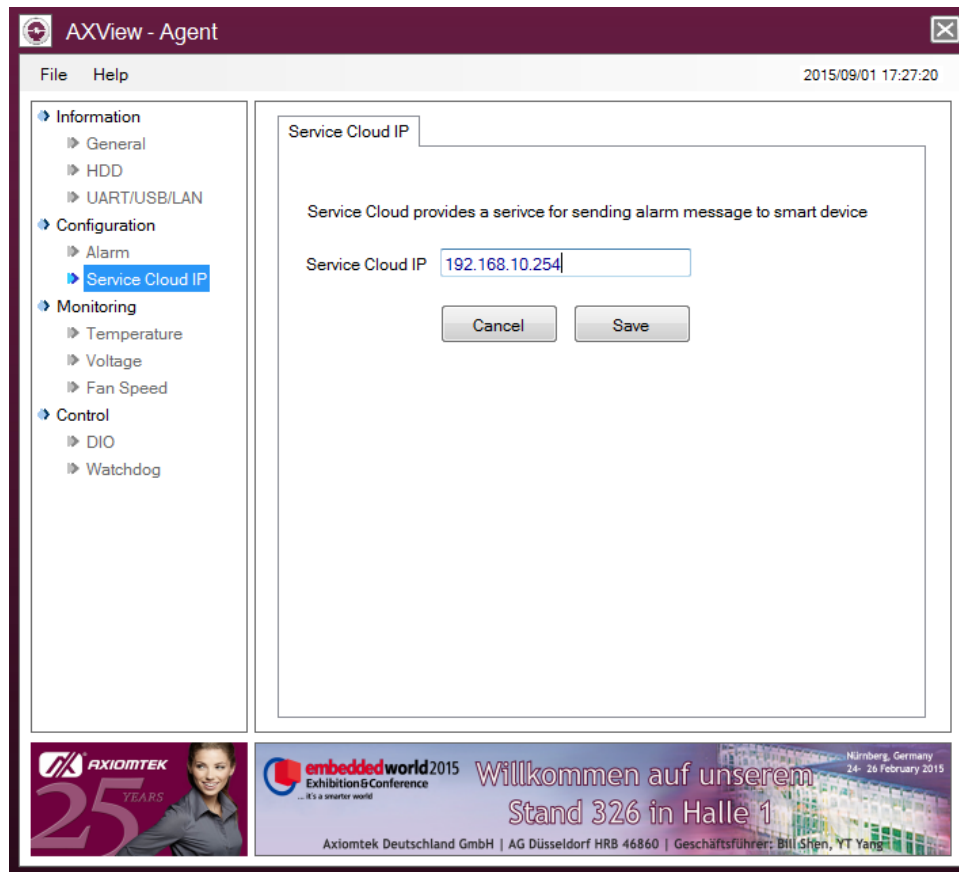 AXView - Agent
File Help 2015/09/01 17:27:20
Information
General
HDD
UART/USB/LAN
Configuration
Alarm
Service Cloud IP
Monitoring
Temperature
Voltage
Fan Speed
Control
DIO
Watchdog
Service Cloud IP
Service Cloud provides a serivce for sending alarm message to smart device
Service Cloud IP 192.168.10.254
Cancel Save
AXIOMTEK
25 YEARS
embedded world 2015
Exhibition&Conference
... it's a smarter world
Willkommen auf unserem
Stand 326 in Halle 1
Nürnberg, Germany
24- 26 February 2015
Axiomtek Deutschland GmbH | AG Düsseldorf HRB 46860 | Geschäftsführer: Bill Shen, YT Yang